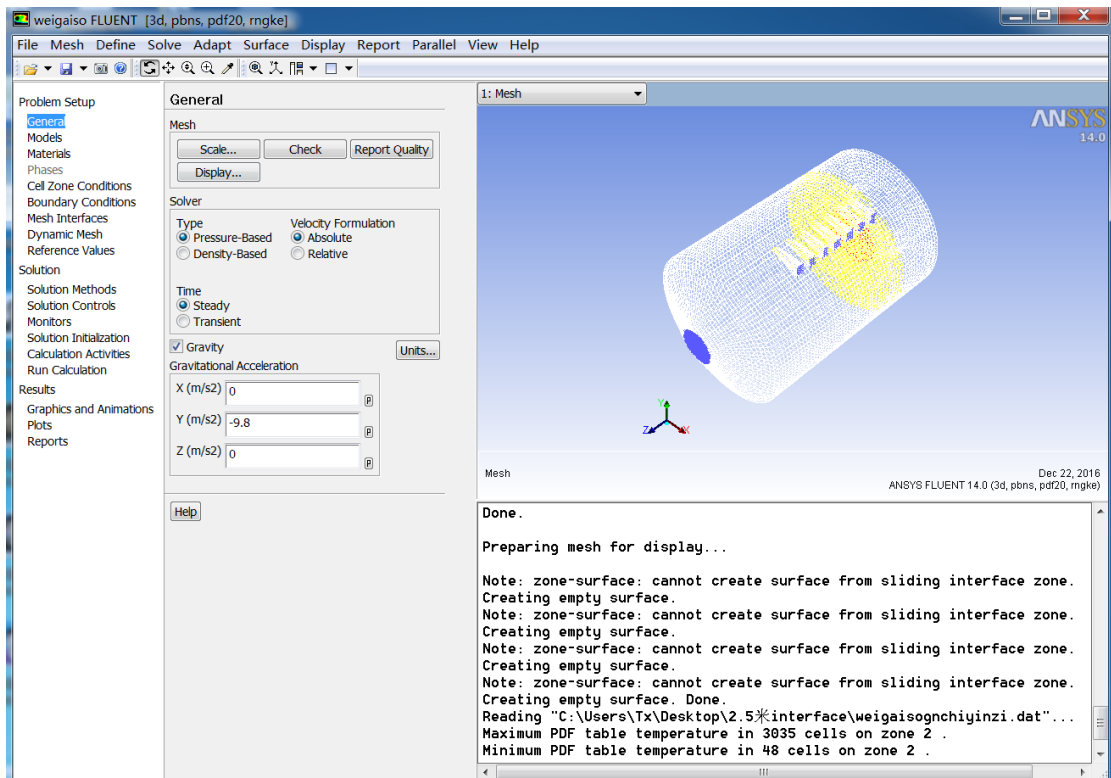 weigaiso FLUENT [3d, pbns, pdf20, rngke]
File Mesh Define Solve Adapt Surface Display Report Parallel View Help
Problem Setup
General
Models
Materials
Phases
Cell Zone Conditions
Boundary Conditions
Mesh Interfaces
Dynamic Mesh
Reference Values
Solution
Solution Methods
Solution Controls
Monitors
Solution Initialization
Calculation Activities
Run Calculation
Results
Graphics and Animations
Plots
Reports
General
Mesh
Scale... Check Report Quality
Display...
Solver
Type Velocity Formulation
Pressure-Based Absolute
Density-Based Relative
Time
Steady
Transient
Gravity Units...
Gravitational Acceleration
X (m/s2) 0 P
Y (m/s2) -9.8 P
Z (m/s2) 0 P
Help
1: Mesh
ANSYS
14.0
Y
Z X
Mesh Dec 22, 2016
ANSYS FLUENT 14.0 (3d, pbns, pdf20, rngke)
Done.
Preparing mesh for display...
Note: zone-surface: cannot create surface from sliding interface zone.
Creating empty surface.
Note: zone-surface: cannot create surface from sliding interface zone.
Creating empty surface.
Note: zone-surface: cannot create surface from sliding interface zone.
Creating empty surface.
Note: zone-surface: cannot create surface from sliding interface zone.
Creating empty surface. Done.
Reading "C:\Users\Tx\Desktop\2.5米interface\weigaisognchiyinzi.dat"...
Maximum PDF table temperature in 3035 cells on zone 2 .
Minimum PDF table temperature in 48 cells on zone 2 .